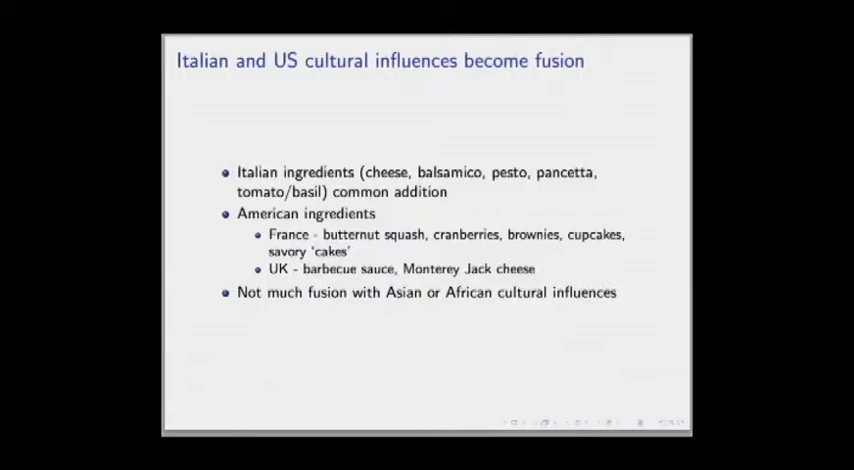 Italian and US cultural influences become fusion
Italian ingredients (cheese, balsamico, pesto, pancetta,
tomato/basil) common addition
American ingredients
France - butternut squash, cranberries, brownies, cupcakes,
savory ‘cakes’
UK - barbecue sauce, Monterey Jack cheese
Not much fusion with Asian or African cultural influences